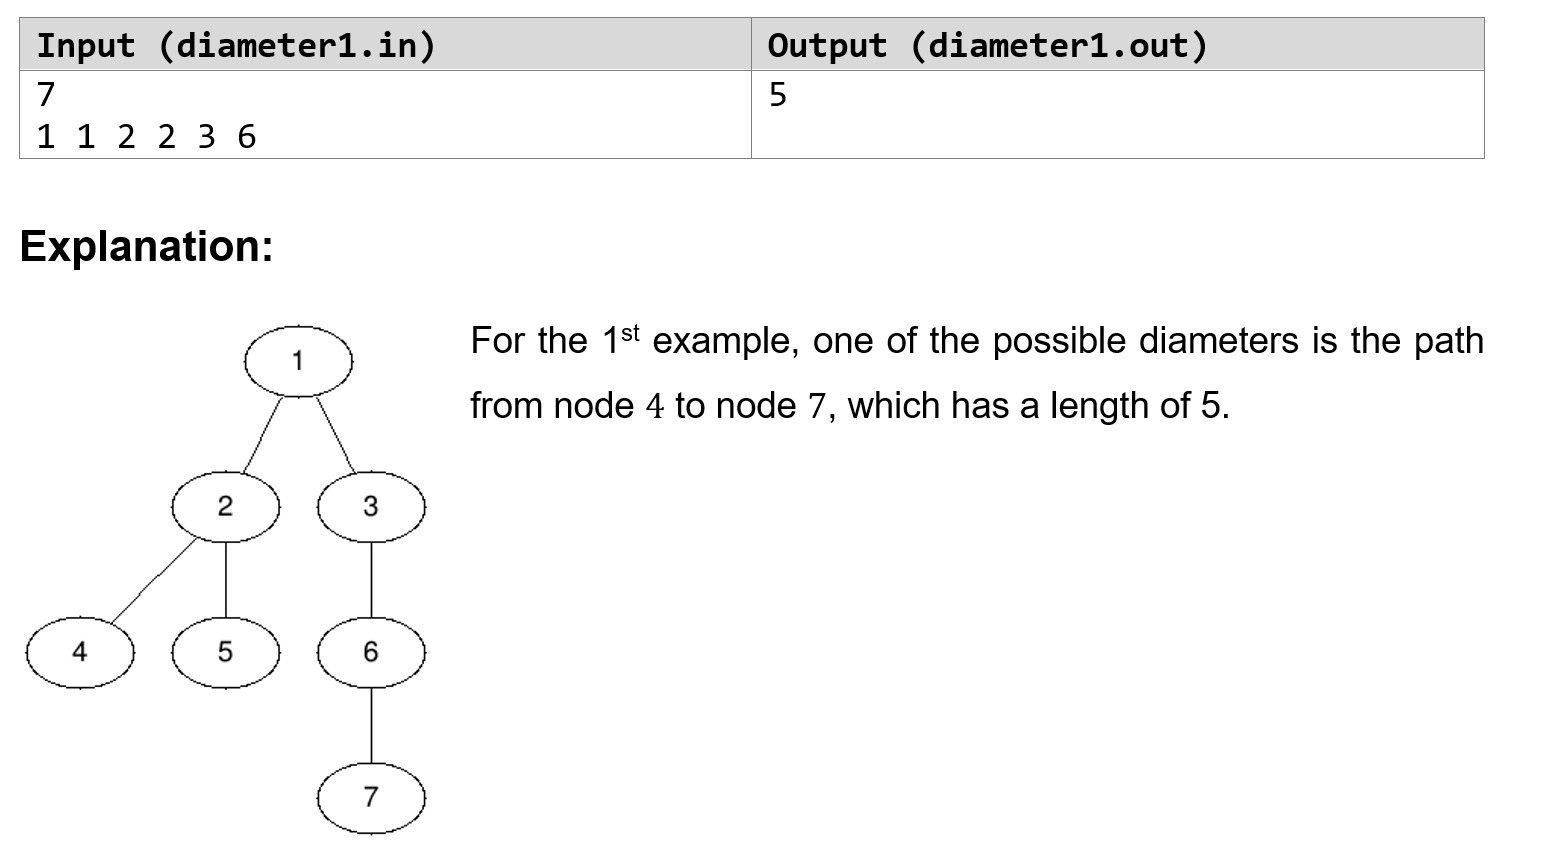 Input (diameter1.in) Output (diameter1.out)
7 5
1 1 2 2 3 6
Explanation:
For the 1st example, one of the possible diameters is the path
from node 4 to node 7, which has a length of 5.
1
2 3
4 5 6
7